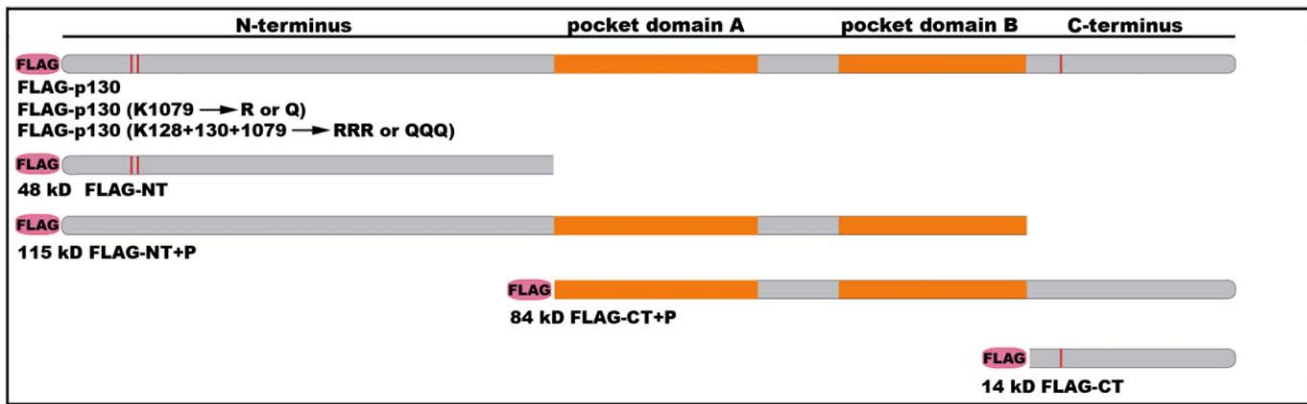 N-terminus pocket domain A pocket domain B C-terminus
FLAG
FLAG-p130
FLAG-p130 (K1079 → R or Q)
FLAG-p130 (K128+130+1079 → RRR or QQQ)
FLAG
48 kD FLAG-NT
FLAG
115 kD FLAG-NT+P
FLAG
84 kD FLAG-CT+P
FLAG
14 kD FLAG-CT